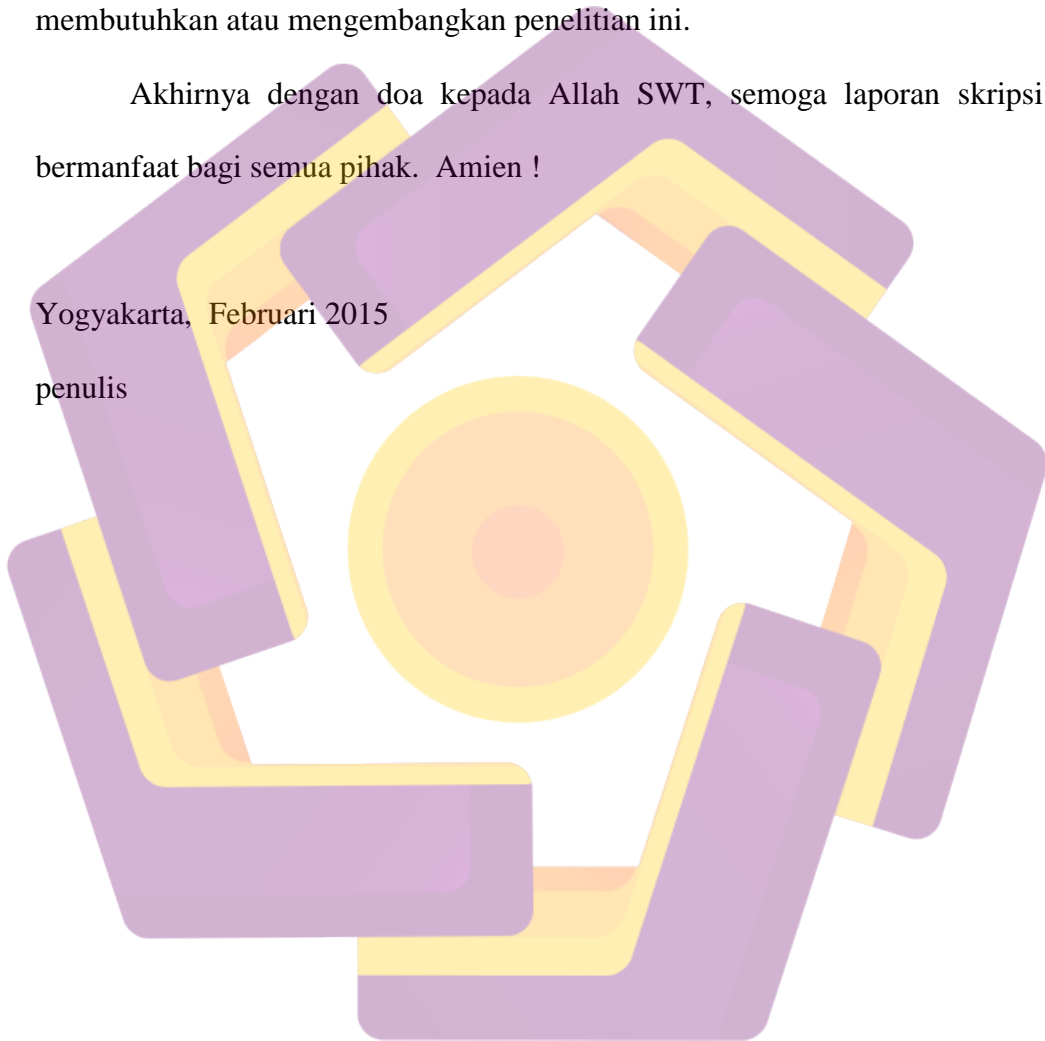 membutuhkan atau mengembangkan penelitian ini.
Akhirnya dengan doa kepada Allah SWT, semoga laporan skripsi
bermanfaat bagi semua pihak. Amien !
Yogyakarta, Februari 2015
penulis